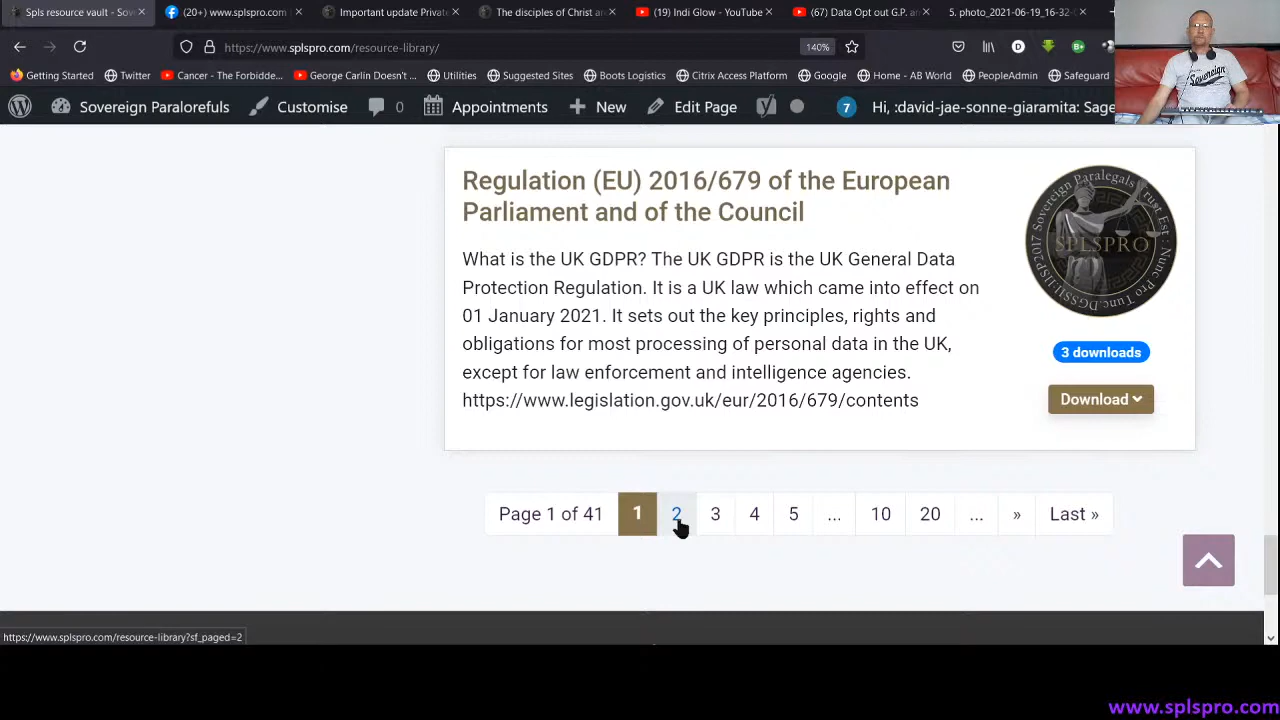 Spls resource vault - Sov
(20+) www.splspro.com
Important update Privat
The disciples of Christ ar
(19) Indi Glow - YouTube
(67) Data Opt out G.P. ar
5. photo_2021-06-19_16-32-0
https://www.splspro.com/resource-library/
140%
Getting Started
Twitter
Cancer - The Forbidde...
George Carlin Doesn't ...
Utilities
Suggested Sites
Boots Logistics
Citrix Access Platform
Google
Home - AB World
PeopleAdmin
Safeguard
Sovereign Paralorefuls
Customise
0
Appointments
New
Edit Page
7
Hi, :david-jae-sonne-giaramita: Sage
Sovereign
Regulation (EU) 2016/679 of the European
Parliament and of the Council
What is the UK GDPR? The UK GDPR is the UK General Data
Protection Regulation. It is a UK law which came into effect on
01 January 2021. It sets out the key principles, rights and
obligations for most processing of personal data in the UK,
except for law enforcement and intelligence agencies.
https://www.legislation.gov.uk/eur/2016/679/contents
Sovereign Paralegals Trust Est : Nunc Pro Tunc.
SPLSPRO
3 downloads
Download
Page 1 of 41
1
2
3
4
5
...
10
20
...
»
Last »
https://www.splspro.com/resource-library?sf_paged=2
www.splspro.com